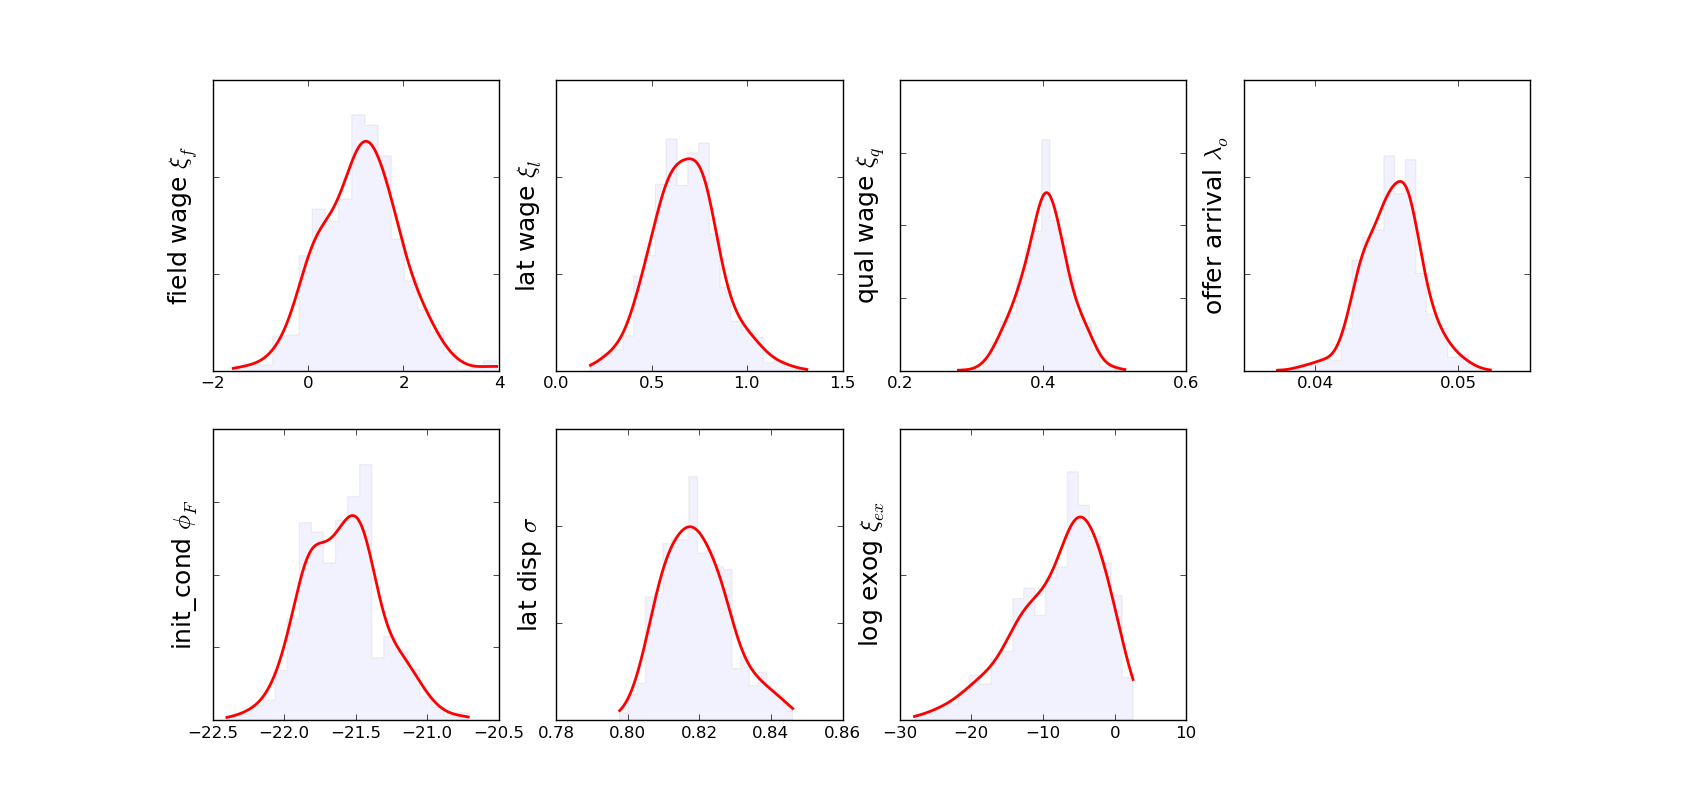 field wage ξ_f
−2 0 2 4
lat wage ξ_l
0.0 0.5 1.0 1.5
qual wage ξ_q
0.2 0.4 0.6
offer arrival λ_o
0.04 0.05
init_cond ϕ_F
−22.5 −22.0 −21.5 −21.0 −20.5
lat disp σ
0.78 0.80 0.82 0.84 0.86
log exog ξ_ex
−30 −20 −10 0 10